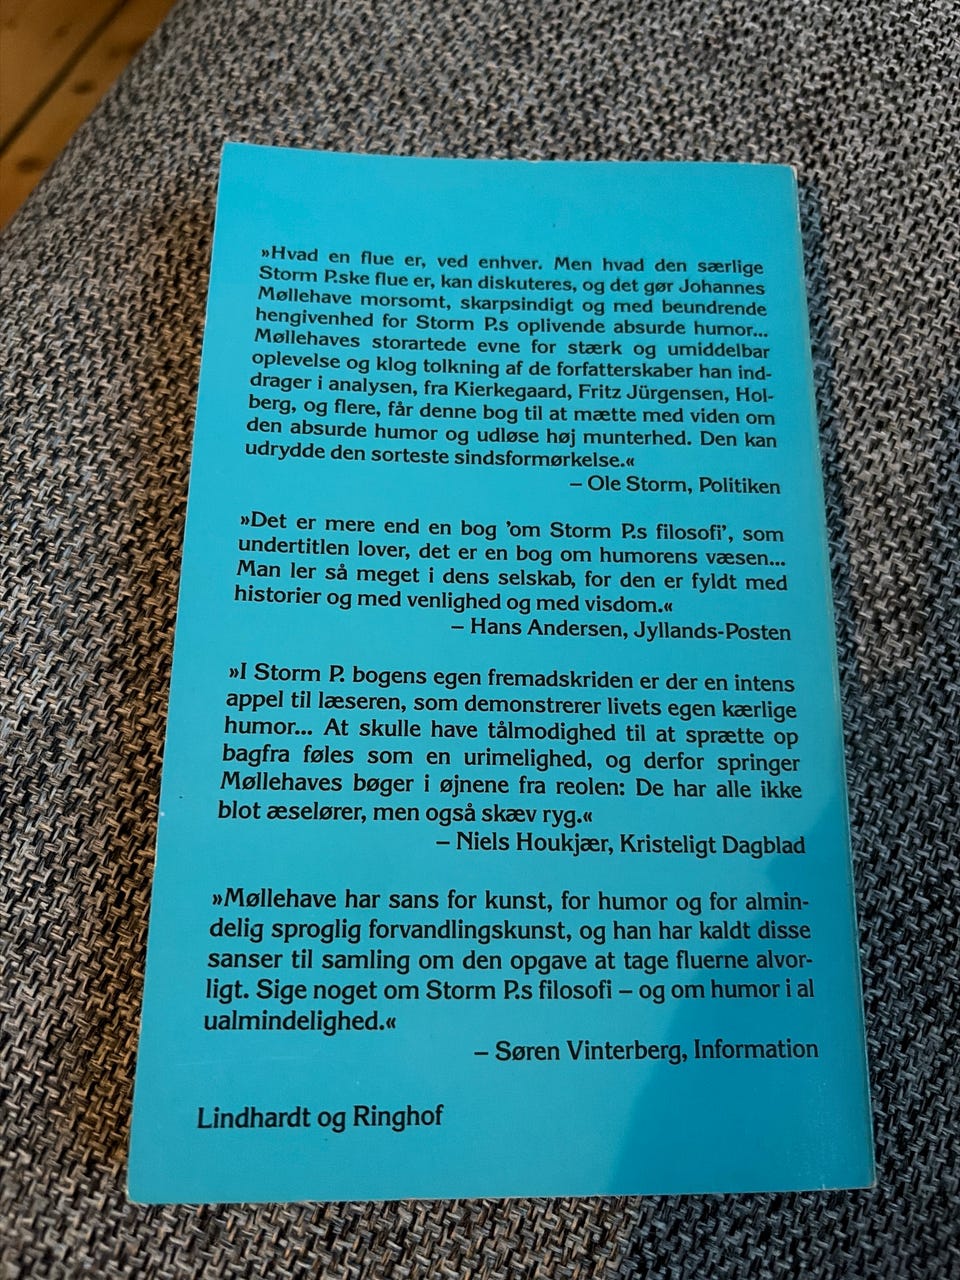 »Hvad en flue er, ved enhver. Men hvad den særlige
Storm P.ske flue er, kan diskuteres, og det gør Johannes
Møllehave morsomt, skarpsindigt og med beundrende
hengivenhed for Storm P.s oplivende absurde humor...
Møllehaves storartede evne for stærk og umiddelbar
oplevelse og klog tolkning af de forfatterskaber han ind-
drager i analysen, fra Kierkegaard, Fritz Jürgensen, Hol-
berg, og flere, får denne bog til at mætte med viden om
den absurde humor og udløse høj munterhed. Den kan
udrydde den sorteste sindsformørkelse.«
– Ole Storm, Politiken
»Det er mere end en bog ’om Storm P.s filosofi’, som
undertitlen lover, det er en bog om humorens væsen...
Man ler så meget i dens selskab, for den er fyldt med
historier og med venlighed og med visdom.«
– Hans Andersen, Jyllands-Posten
»I Storm P. bogens egen fremadskriden er der en intens
appel til læseren, som demonstrerer livets egen kærlige
humor... At skulle have tålmodighed til at sprætte op
bagfra føles som en urimelighed, og derfor springer
Møllehaves bøger i øjnene fra reolen: De har alle ikke
blot æselører, men også skæv ryg.«
– Niels Houkjær, Kristeligt Dagblad
»Møllehave har sans for kunst, for humor og for almin-
delig sproglig forvandlingskunst, og han har kaldt disse
sanser til samling om den opgave at tage fluerne alvor-
ligt. Sige noget om Storm P.s filosofi – og om humor i al
ualmindelighed.«
– Søren Vinterberg, Information
Lindhardt og Ringhof